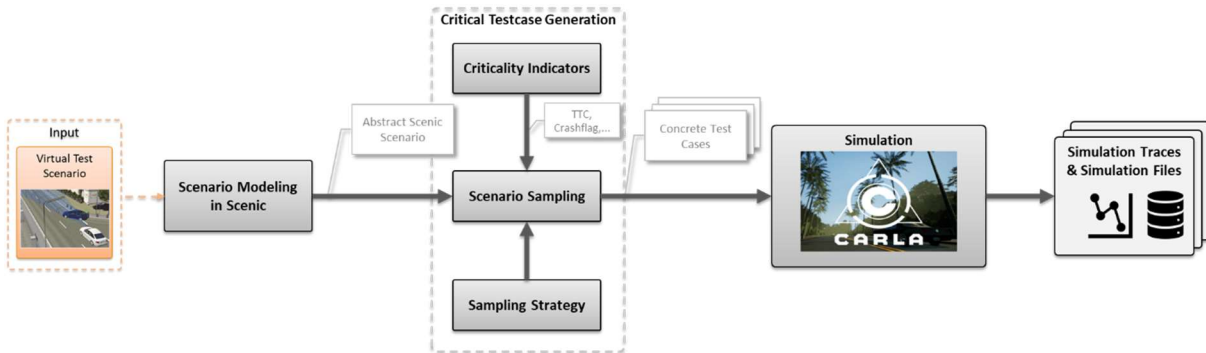 Input
Virtual Test
Scenario
Scenario Modeling
in Scenic
Abstract Scenic
Scenario
Critical Testcase Generation
Criticality Indicators
TTC,
Crashflag,...
Scenario Sampling
Sampling Strategy
Concrete Test
Cases
Simulation
CARLA
Simulation Traces
& Simulation Files